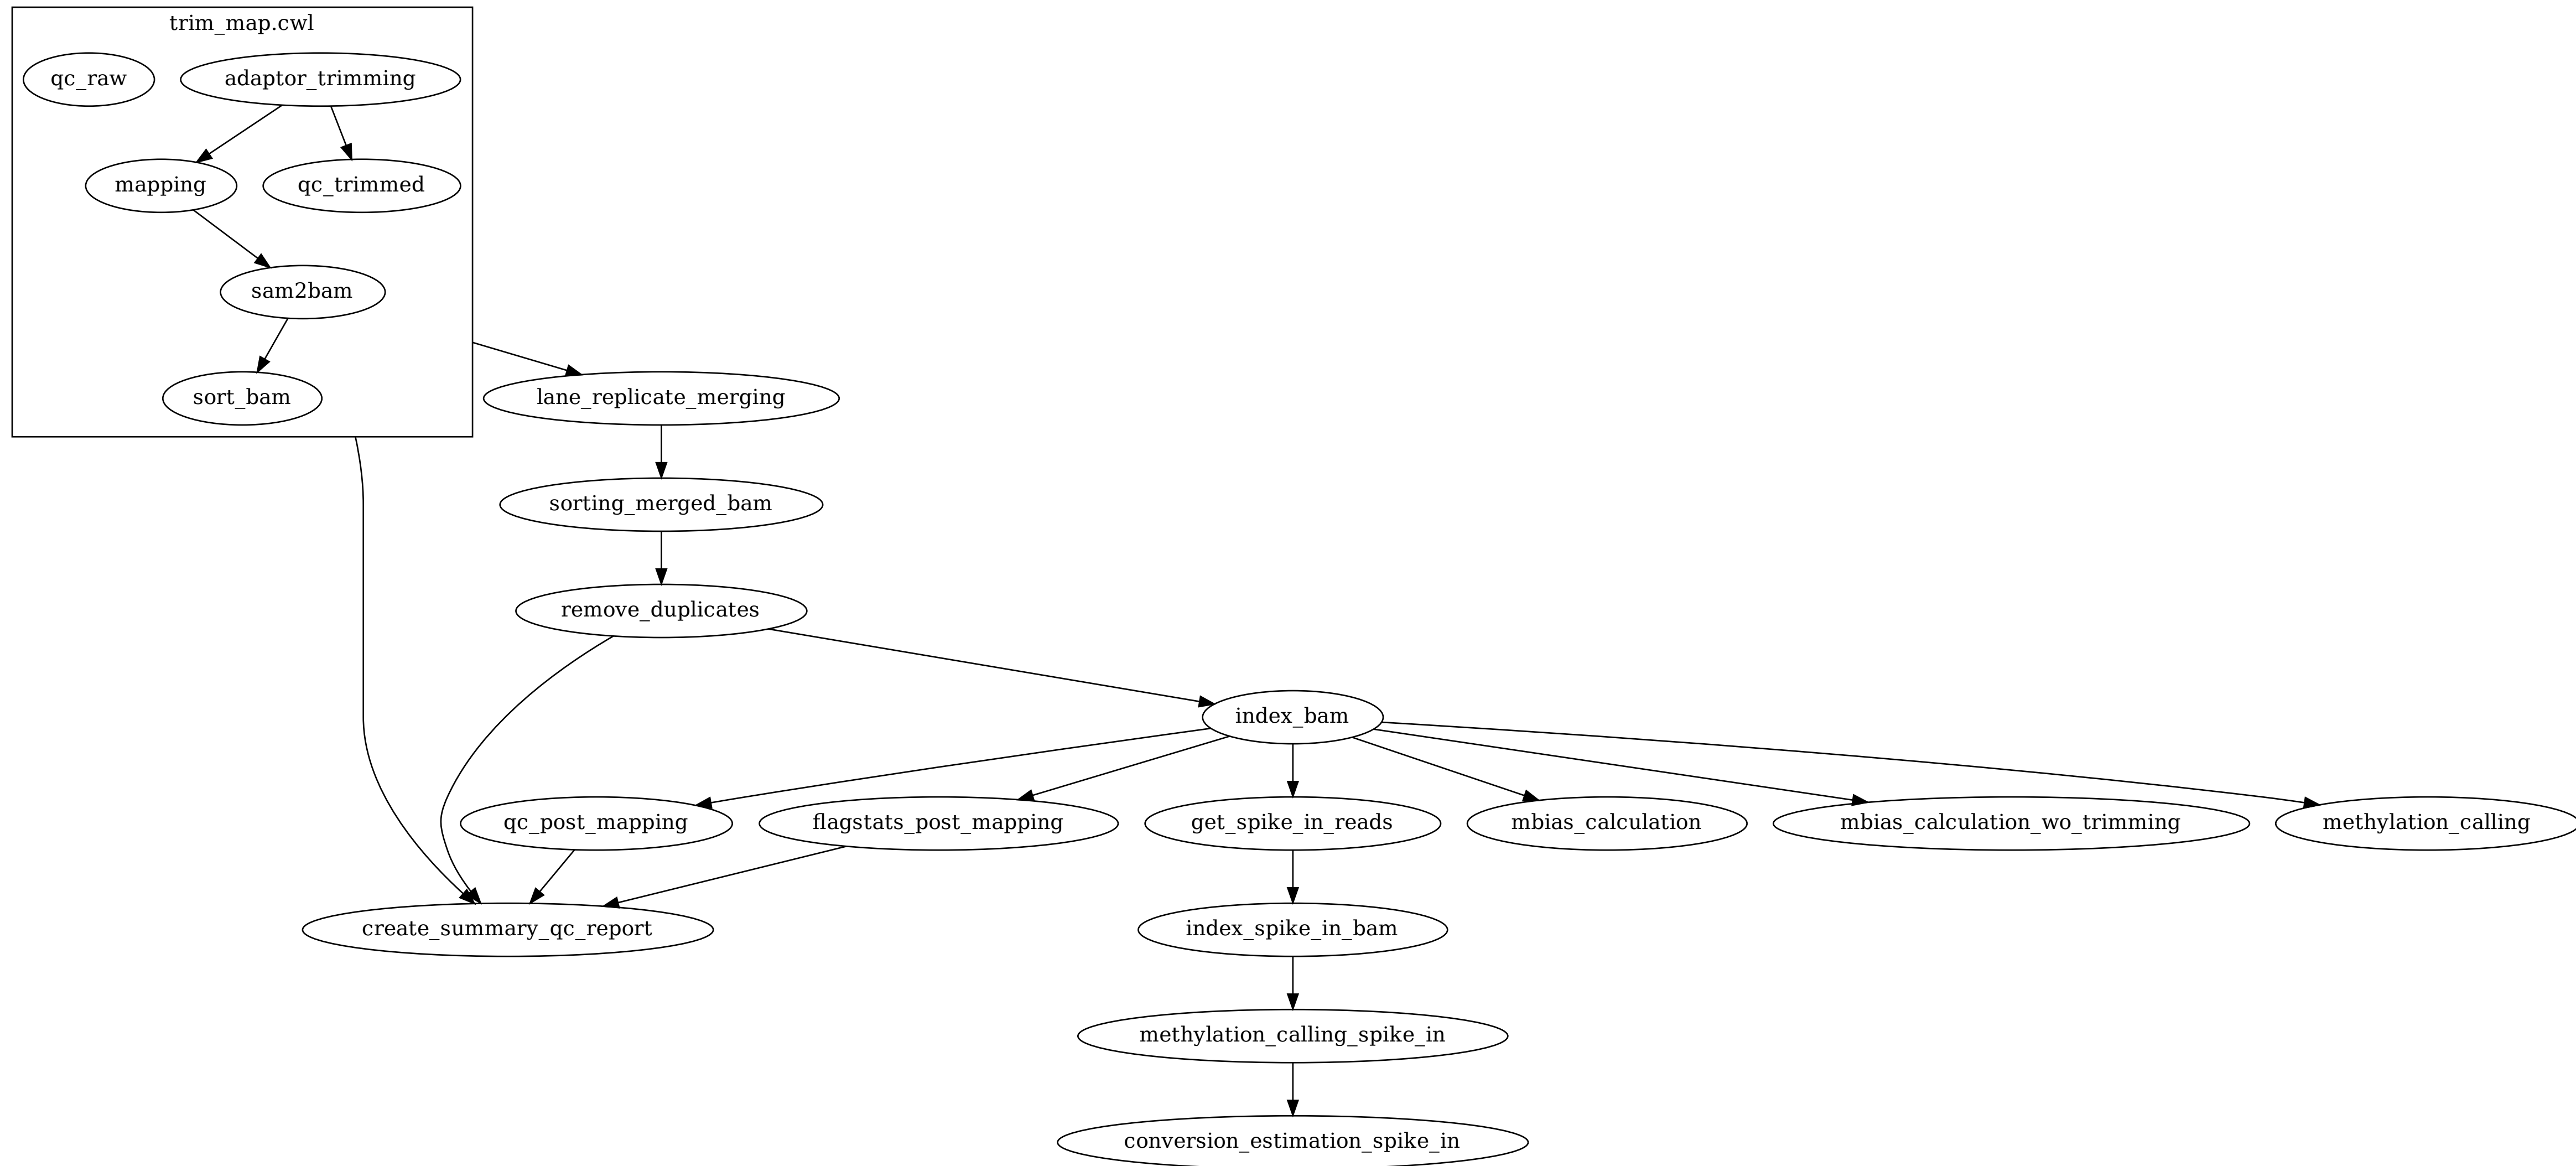 trim_map.cwl
qc_raw
adaptor_trimming
mapping
qc_trimmed
sam2bam
sort_bam
lane_replicate_merging
sorting_merged_bam
remove_duplicates
index_bam
qc_post_mapping
flagstats_post_mapping
get_spike_in_reads
mbias_calculation
mbias_calculation_wo_trimming
methylation_calling
create_summary_qc_report
index_spike_in_bam
methylation_calling_spike_in
conversion_estimation_spike_in